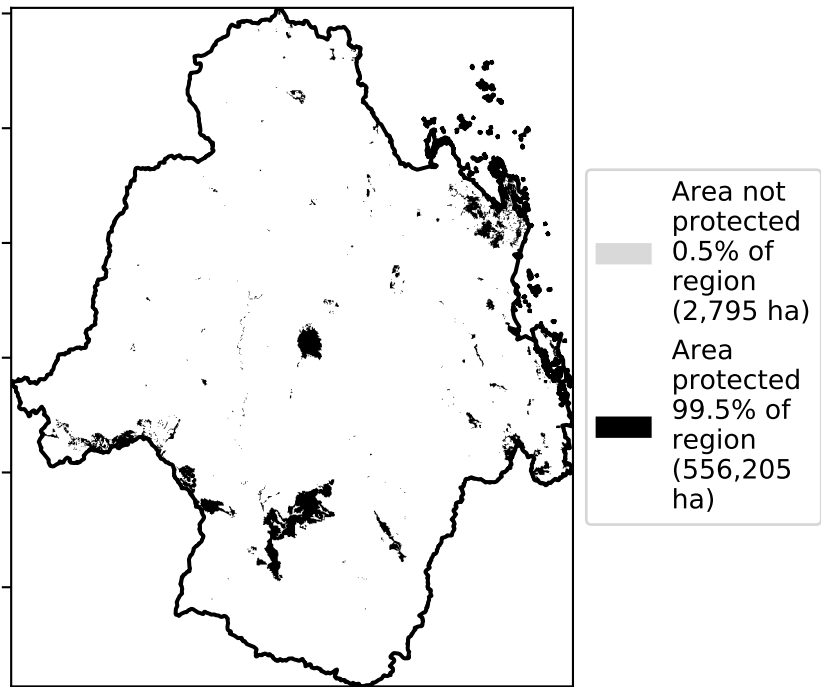 Area not
protected
0.5% of
region
(2,795 ha)
Area
protected
99.5% of
region
(556,205
ha)